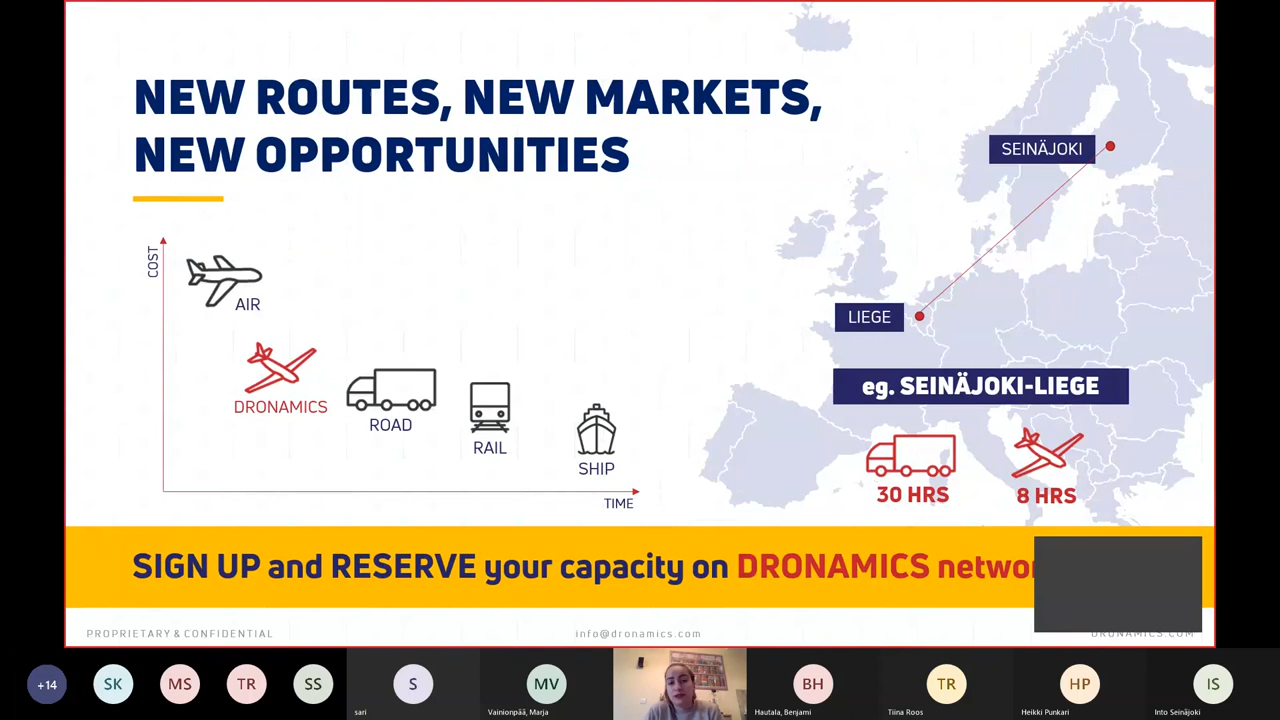 NEW ROUTES, NEW MARKETS,
NEW OPPORTUNITIES
COST
AIR
DRONAMICS
ROAD
RAIL
SHIP
TIME
SEINÄJOKI
LIEGE
eg. SEINÄJOKI-LIEGE
30 HRS
8 HRS
SIGN UP and RESERVE your capacity on DRONAMICS networ
PROPRIETARY & CONFIDENTIAL
info@dronamics.com
DRONAMICS.COM
+14
SK
MS
TR
SS
S
MV
BH
TR
HP
IS
sari
Vainionpää, Marja
Hautala, Benjami
Tiina Roos
Heikki Punkari
Into Seinäjoki